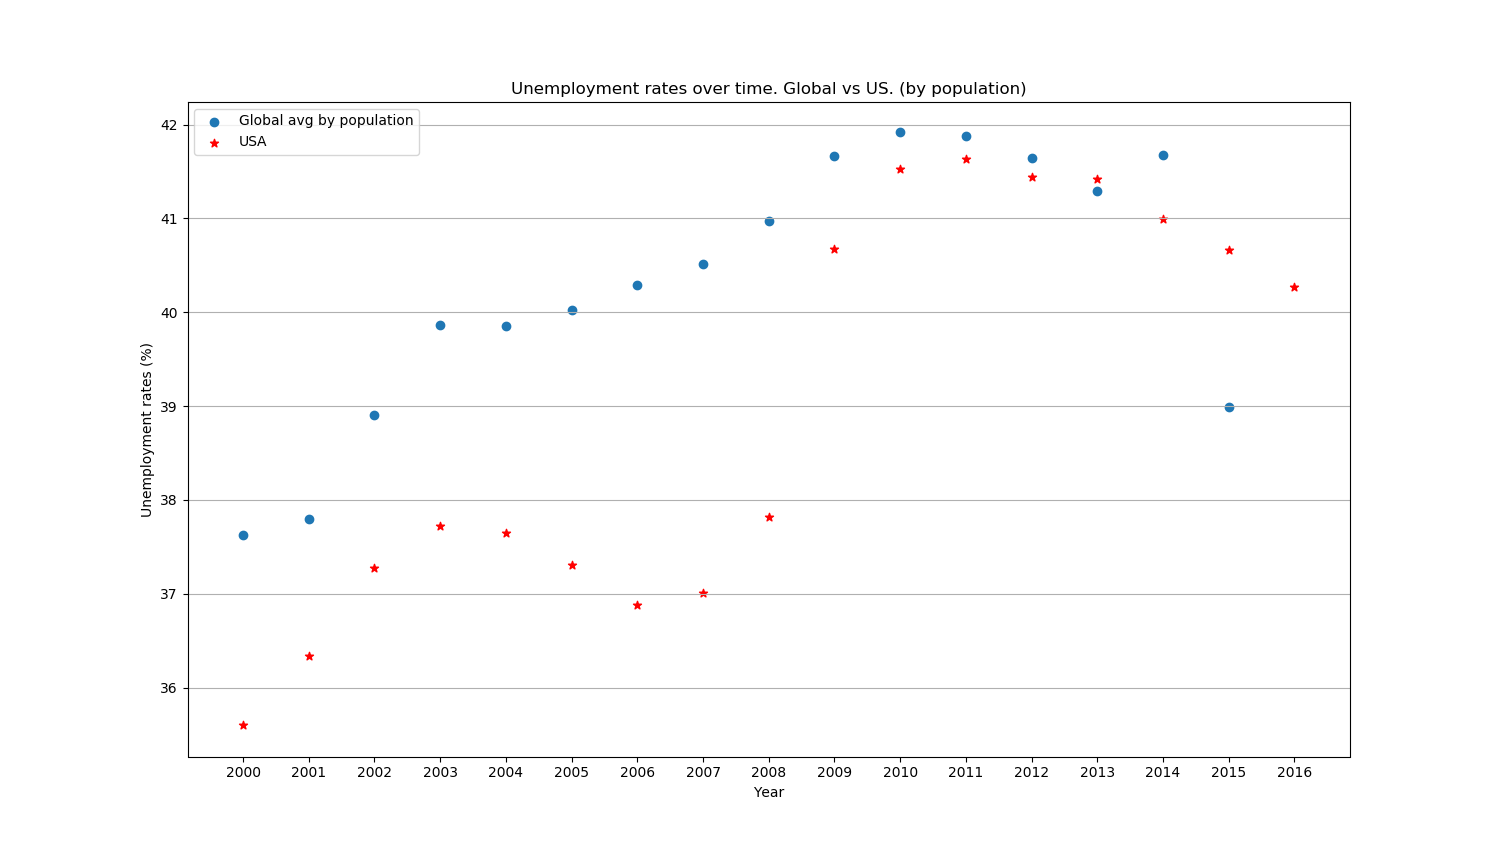 Unemployment rates over time. Global vs US. (by population)
Global avg by population
USA
42
41
40
39
38
37
36
Unemployment rates (%)
2000 2001 2002 2003 2004 2005 2006 2007 2008 2009 2010 2011 2012 2013 2014 2015 2016
Year